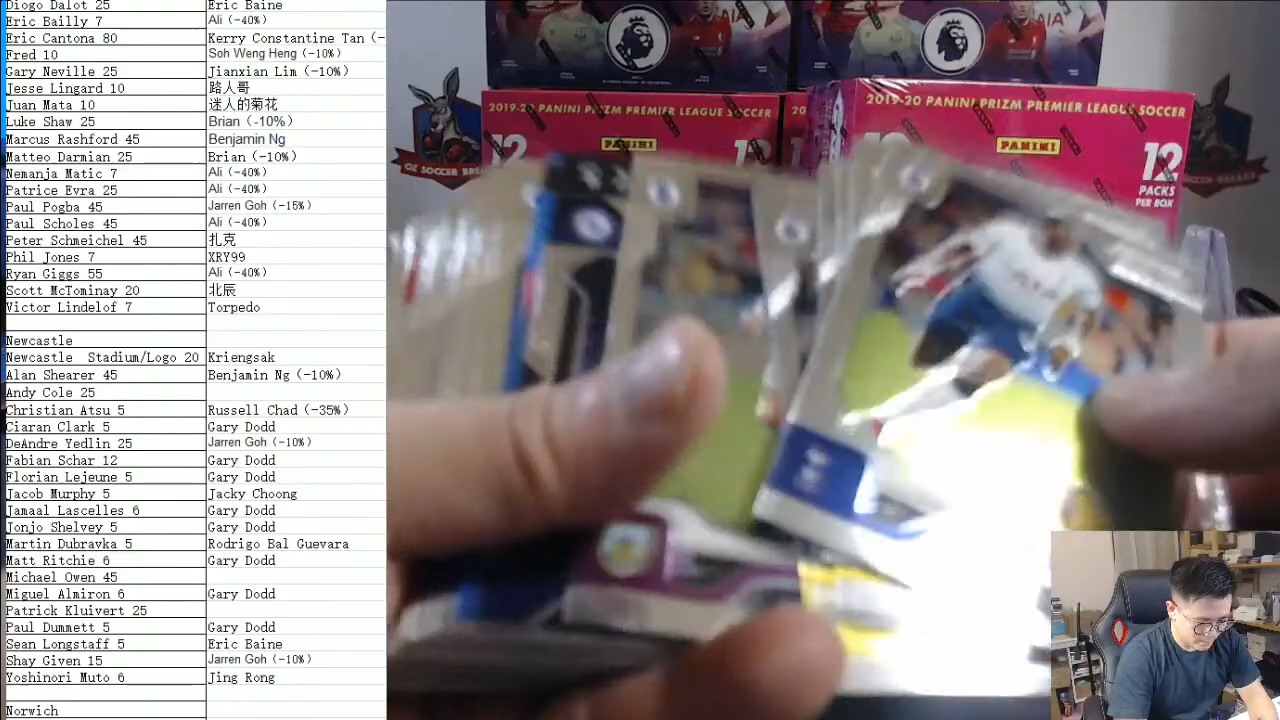 Diogo Dalot 25 Eric Baine
Eric Bailly 7 Ali (-40%)
Eric Cantona 80 Kerry Constantine Tan (-
Fred 10 Soh Weng Heng (-10%)
Gary Neville 25 Jianxian Lim (-10%)
Jesse Lingard 10 路人哥
Juan Mata 10 迷人的菊花
Luke Shaw 25 Brian (-10%)
Marcus Rashford 45 Benjamin Ng
Matteo Darmian 25 Brian (-10%)
Nemanja Matic 7 Ali (-40%)
Patrice Evra 25 Ali (-40%)
Paul Pogba 45 Jarren Goh (-15%)
Paul Scholes 45 Ali (-40%)
Peter Schmeichel 45 扎克
Phil Jones 7 XRY99
Ryan Giggs 55 Ali (-40%)
Scott McTominay 20 北辰
Victor Lindelof 7 Torpedo
Newcastle
Newcastle Stadium/Logo 20 Kriengsak
Alan Shearer 45 Benjamin Ng (-10%)
Andy Cole 25
Christian Atsu 5 Russell Chad (-35%)
Ciaran Clark 5 Gary Dodd
DeAndre Yedlin 25 Jarren Goh (-10%)
Fabian Schar 12 Gary Dodd
Florian Lejeune 5 Gary Dodd
Jacob Murphy 5 Jacky Choong
Jamaal Lascelles 6 Gary Dodd
Jonjo Shelvey 5 Gary Dodd
Martin Dubravka 5 Rodrigo Bal Guevara
Matt Ritchie 6 Gary Dodd
Michael Owen 45
Miguel Almiron 6 Gary Dodd
Patrick Kluivert 25
Paul Dummett 5 Gary Dodd
Sean Longstaff 5 Eric Baine
Shay Given 15 Jarren Goh (-10%)
Yoshinori Muto 6 Jing Rong
Norwich
2019-20 PANINI PRIZM PREMIER LEAGUE SOCCER
PANINI
12
2019-20 PANINI PRIZM PREMIER LEAGUE SOCCER
PANINI
12
PACKS
PER BOX
OZ SOCCER